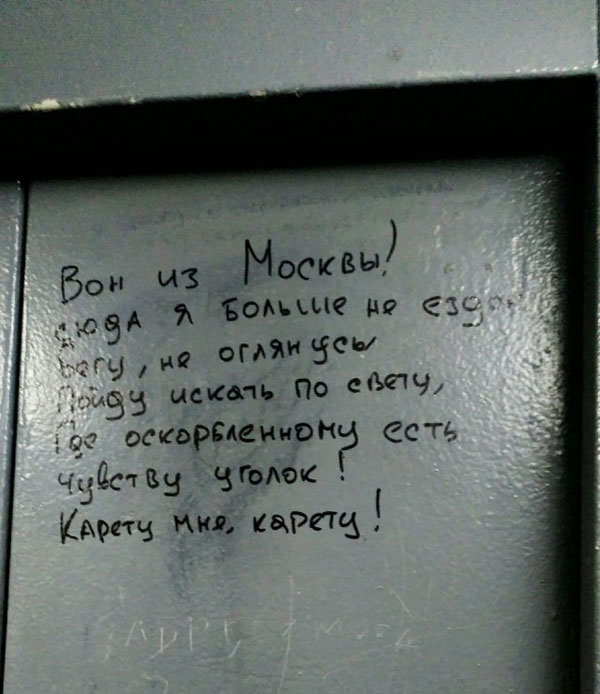 Вон из Москвы!
сюда я больше не ездок
Бегу, не оглянусь
Пойду искать по свету,
Где оскорбленному есть
чувству уголок!
Карету мне, карету!